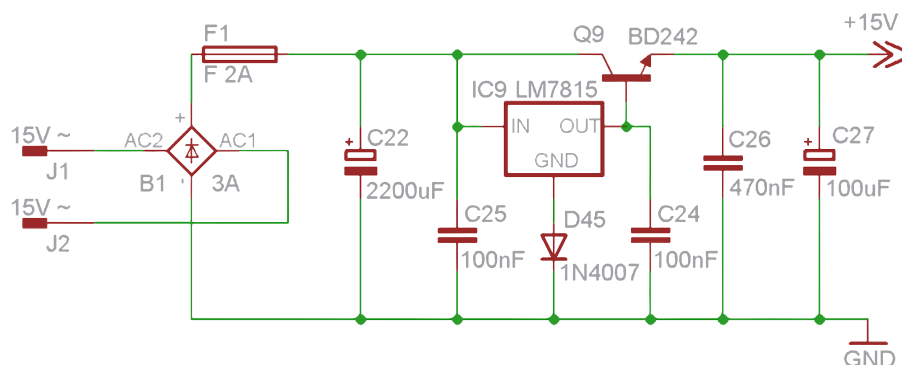 +15V
F1
Q9
BD242
F 2A
IC9 LM7815
+
15V ~
AC2
AC1
+
C22
IN
OUT
C26
+
C27
J1
B1
-
3A
GND
2200uF
470nF
100uF
15V ~
C25
D45
C24
J2
100nF
1N4007
100nF
GND